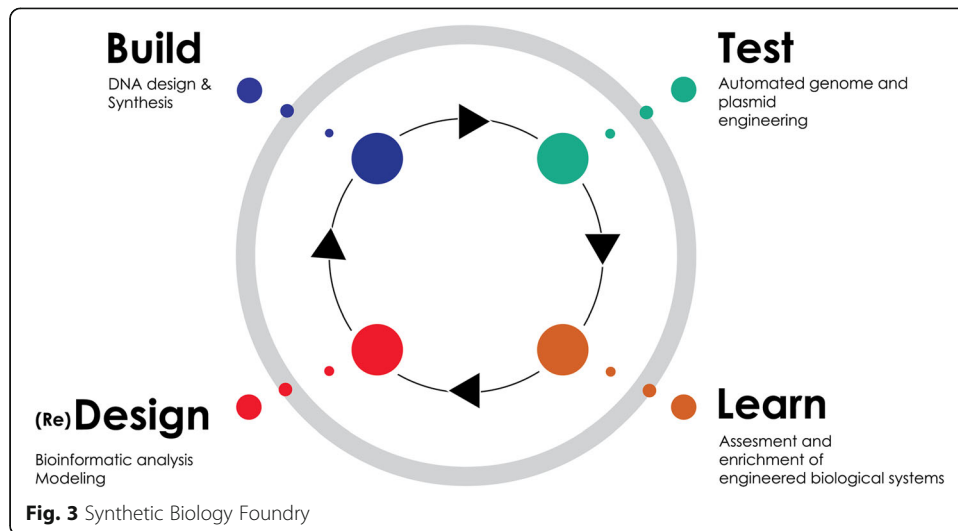 Build
DNA design &
Synthesis
Test
Automated genome and
plasmid
engineering
(Re)Design
Bioinformatic analysis
Modeling
Learn
Assesment and
enrichment of
engineered biological systems
Fig. 3 Synthetic Biology Foundry